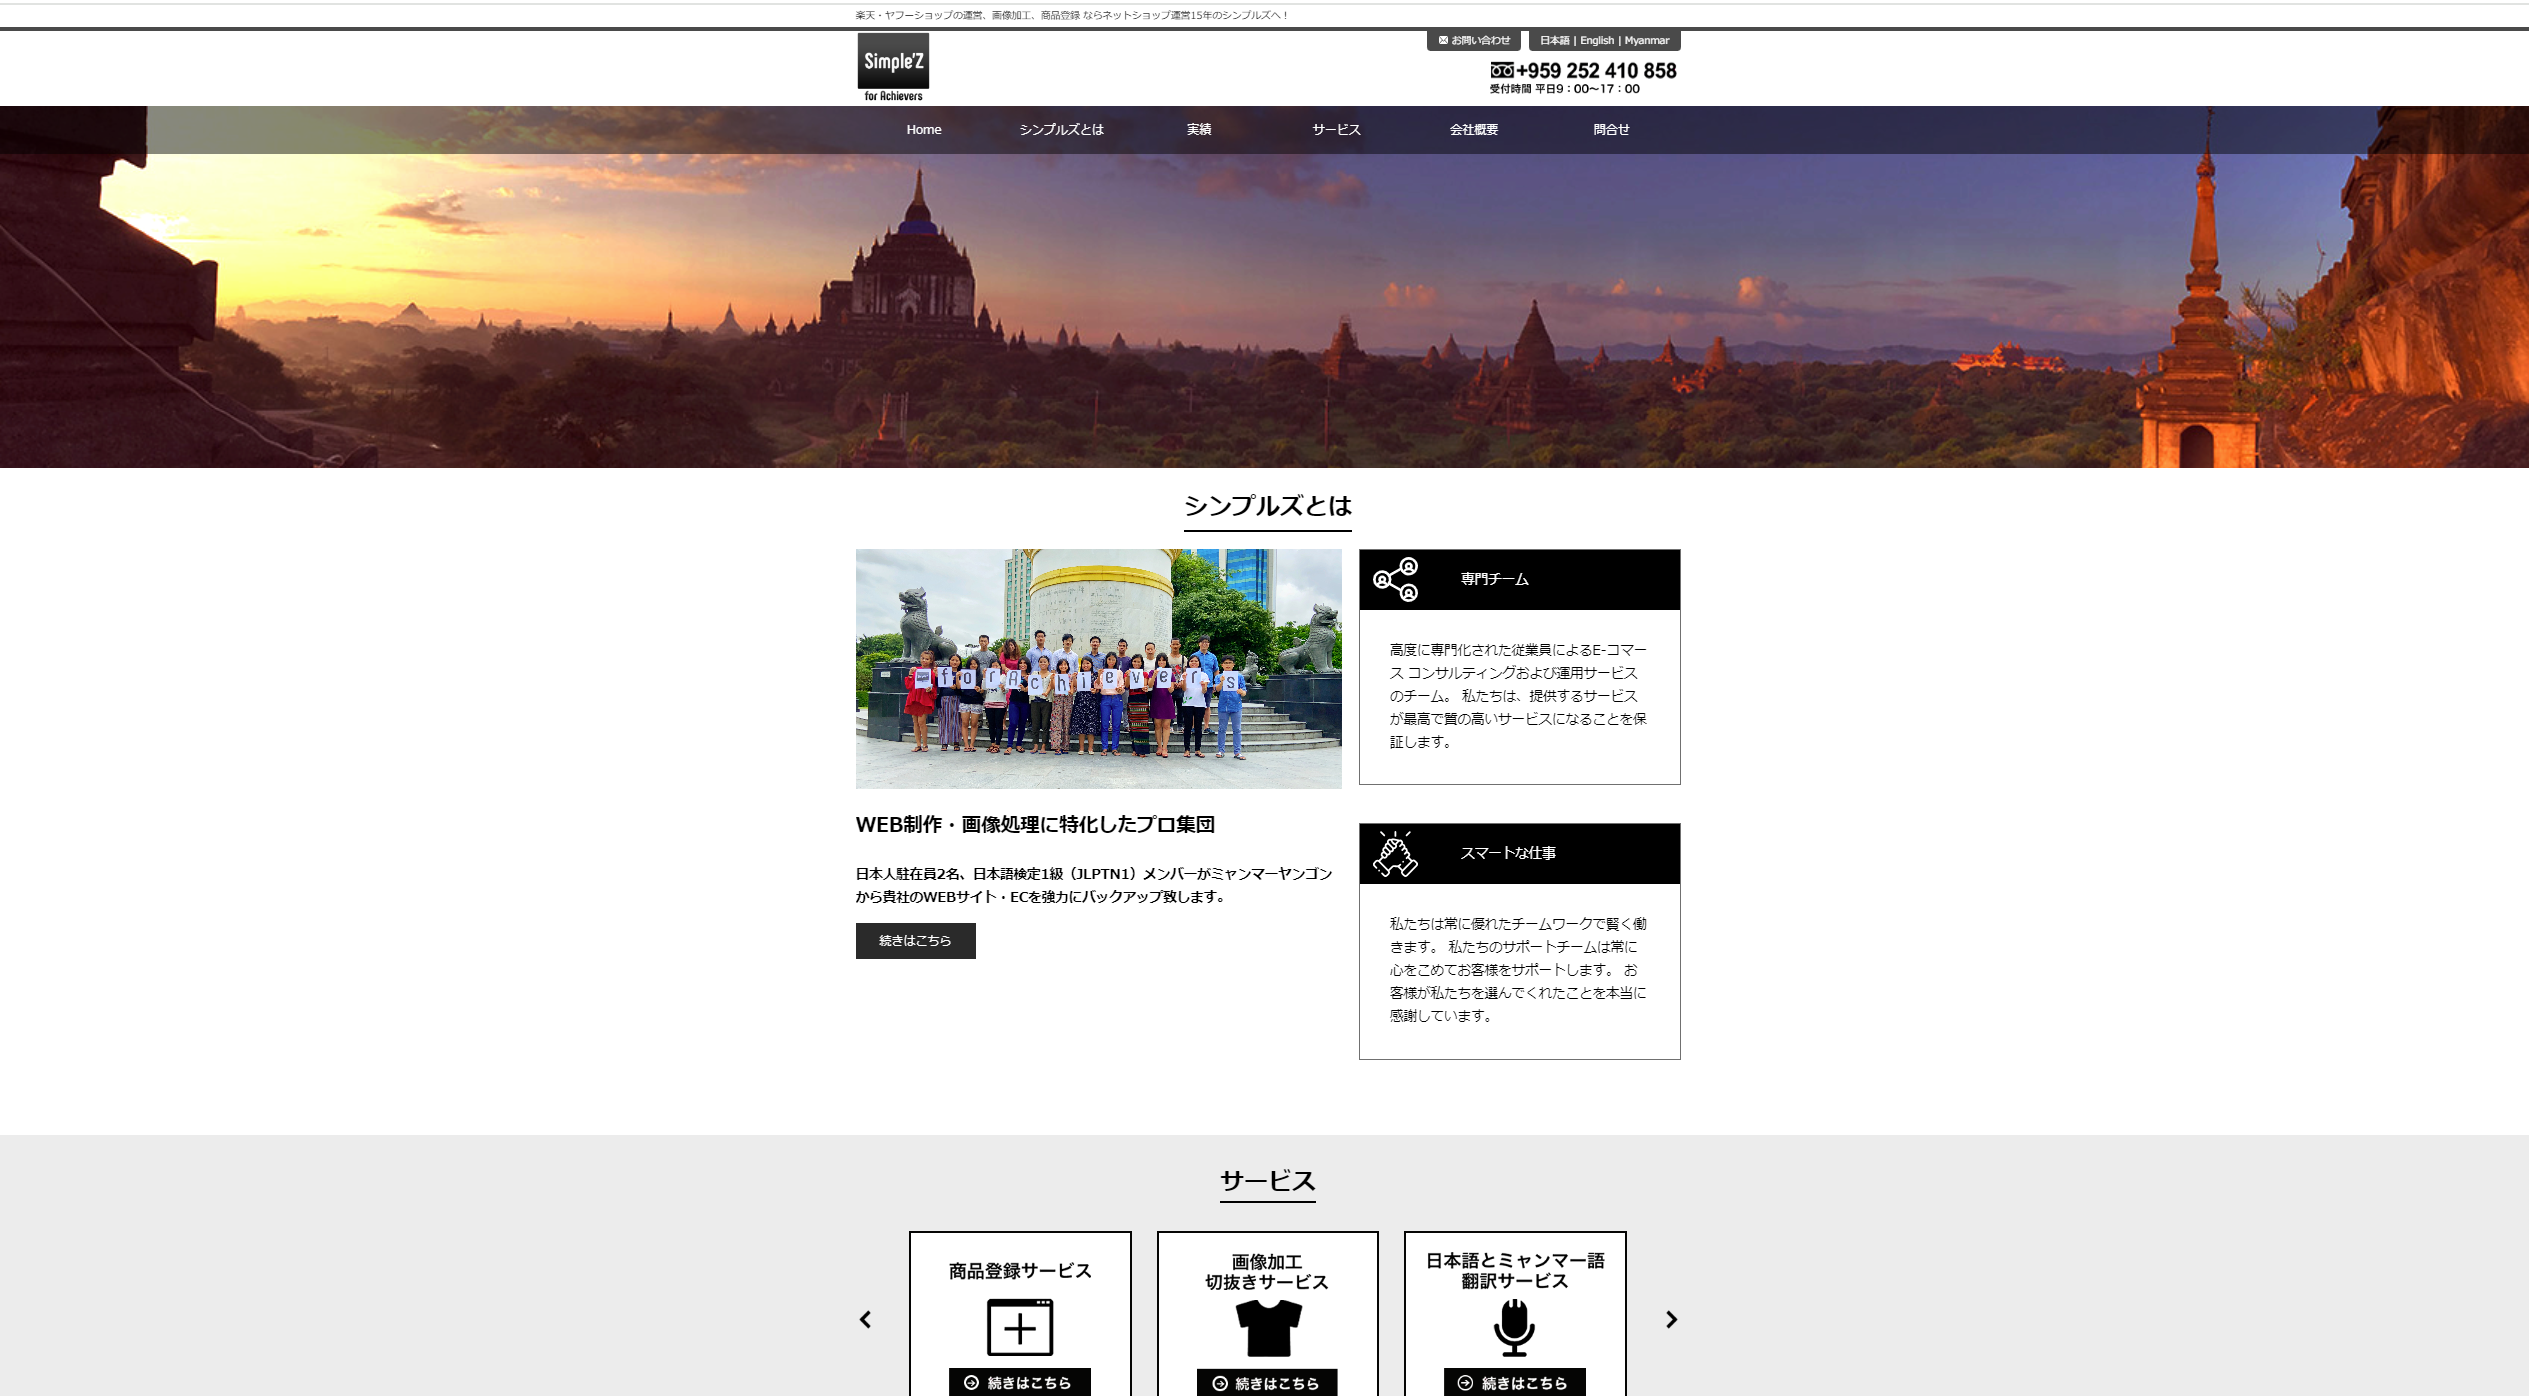 楽天・ヤフーショップの運営、画像加工、商品登録 ならネットショップ運営15年のシンプルズへ！
Simple'Z
for Achievers
お問い合わせ
日本語 | English | Myanmar
+959 252 410 858
受付時間 平日9：00～17：00
Home
シンプルズとは
実績
サービス
会社概要
問合せ
シンプルズとは
for Achievers
WEB制作・画像処理に特化したプロ集団
日本人駐在員2名、日本語検定1級（JLPTN1）メンバーがミャンマーヤンゴン
から貴社のWEBサイト・ECを強力にバックアップ致します。
続きはこちら
専門チーム
高度に専門化された従業員によるE-コマー
ス コンサルティングおよび運用サービス
のチーム。 私たちは、提供するサービス
が最高で質の高いサービスになることを保
証します。
スマートな仕事
私たちは常に優れたチームワークで賢く働
きます。 私たちのサポートチームは常に
心をこめてお客様をサポートします。 お
客様が私たちを選んでくれたことを本当に
感謝しています。
サービス
商品登録サービス
続きはこちら
画像加工
切抜きサービス
続きはこちら
日本語とミャンマー語
翻訳サービス
続きはこちら